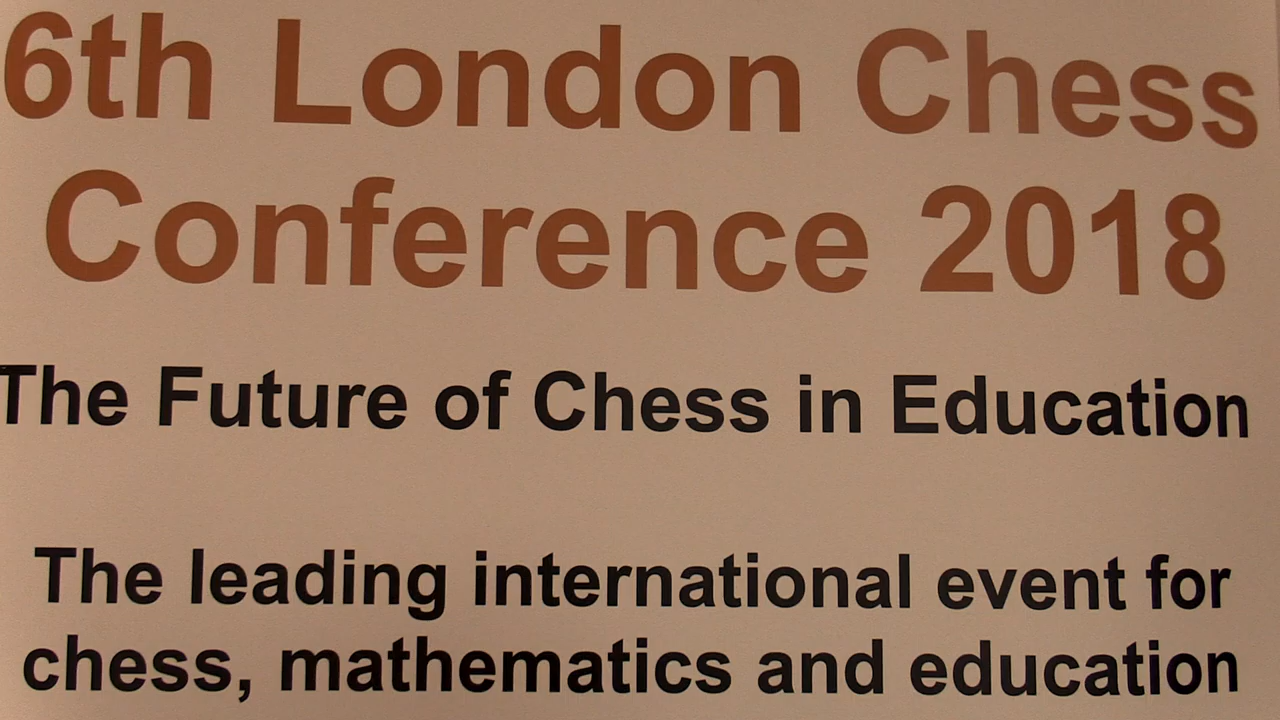 6th London Chess
Conference 2018
The Future of Chess in Education
The leading international event for
chess, mathematics and education